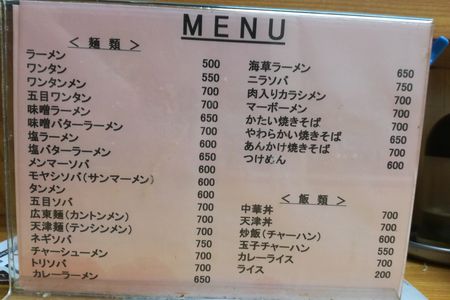 MENU
＜ 麺 類 ＞
ラーメン 500
ワンタン 550
ワンタンメン 700
五目ワンタン 700
味噌ラーメン 650
味噌バターラーメン 700
塩ラーメン 600
塩バターラーメン 650
メンマーソバ 600
モヤシソバ(サンマーメン) 600
タンメン 600
五目ソバ 700
広東麺(カントンメン) 700
天津麺(テンシンメン) 700
ネギソバ 750
チャーシューメン 700
トリソバ 700
カレーラーメン 650
海草ラーメン 650
ニラソバ 750
肉入りカラシメン 700
マーボーメン 700
かたい焼きそば 700
やわらかい焼きそば 650
あんかけ焼きそば 700
つけめん 600
＜ 飯 類 ＞
中華丼 700
天津丼 700
炒飯(チャーハン) 600
玉子チャーハン 550
カレーライス 700
ライス 200